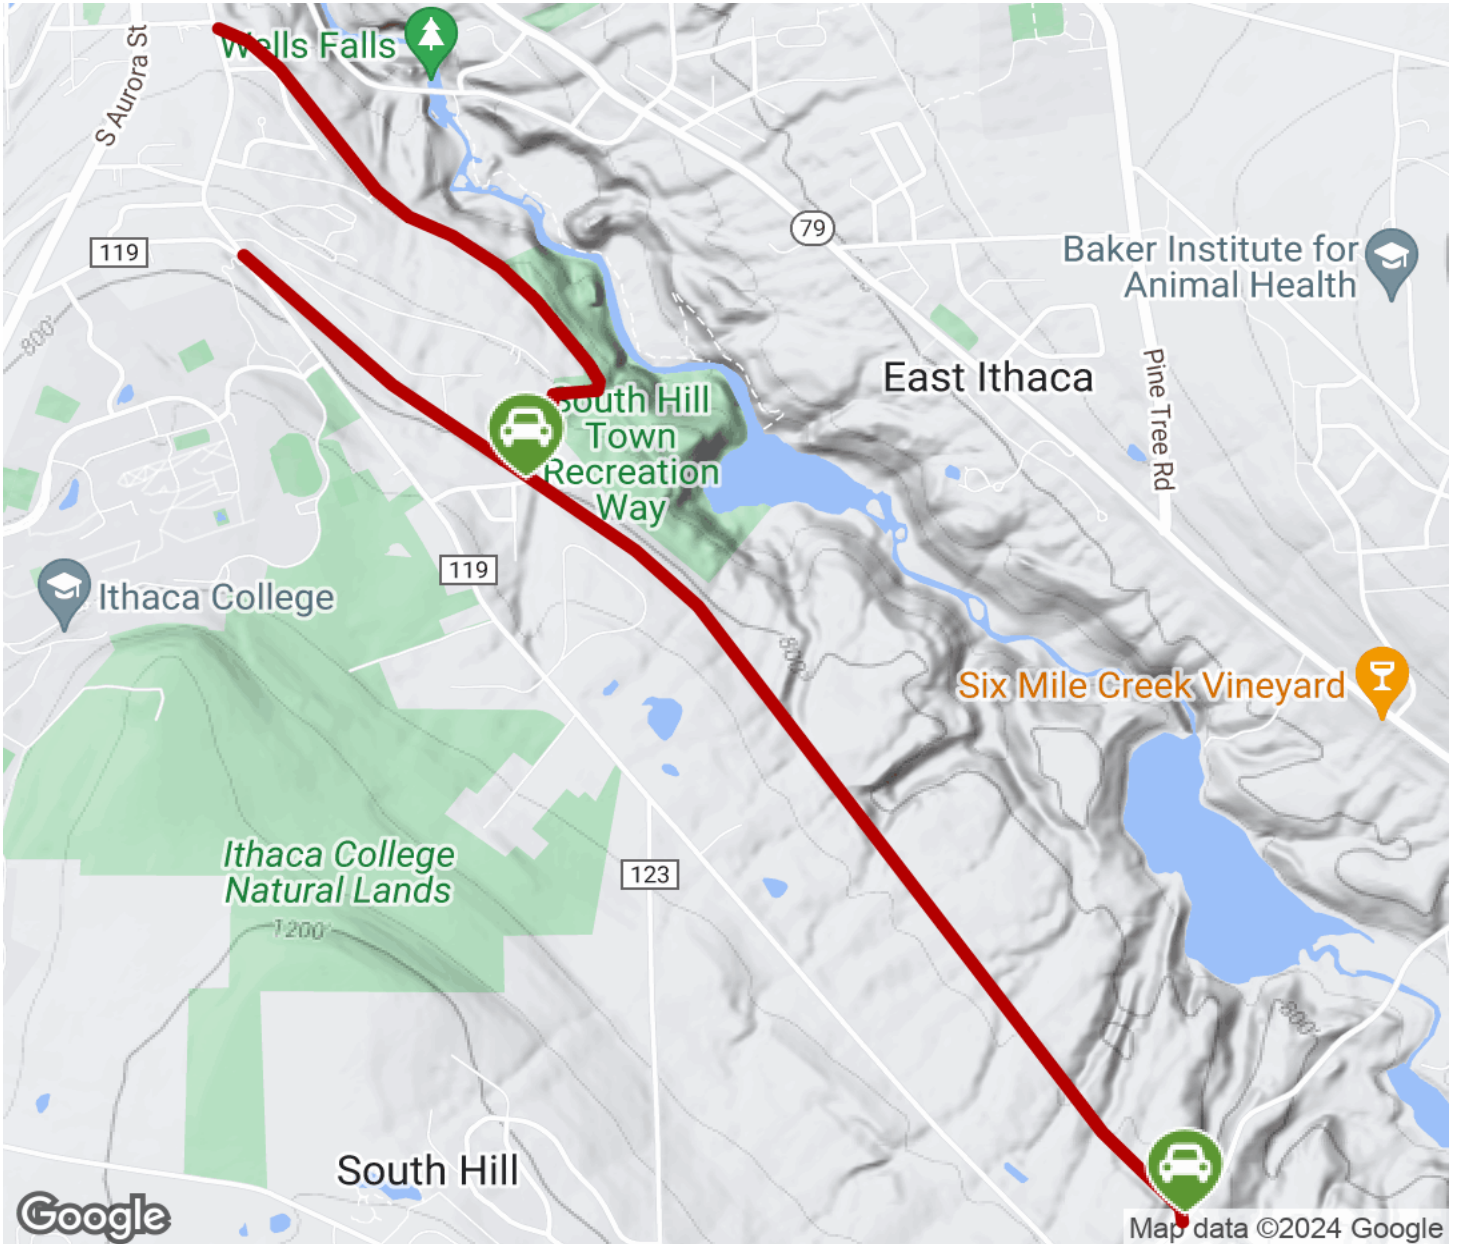 Wells Falls
S Aurora St
79
119
Baker Institute for
Animal Health
800'
East Ithaca
Pine Tree Rd
South Hill
Town
Recreation
Way
119
Ithaca College
800'
Six Mile Creek Vineyard
Ithaca College
Natural Lands
123
1200'
800'
South Hill
Google
Map data ©2024 Google